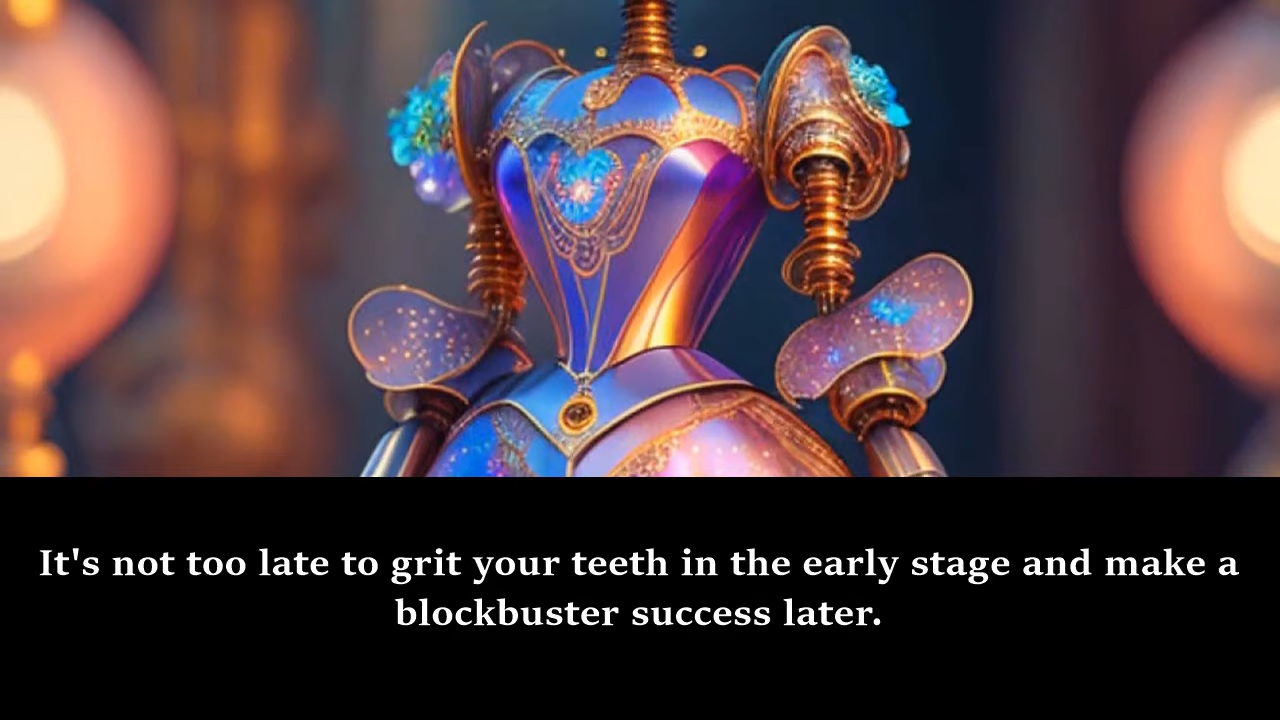 It's not too late to grit your teeth in the early stage and make a
blockbuster success later.